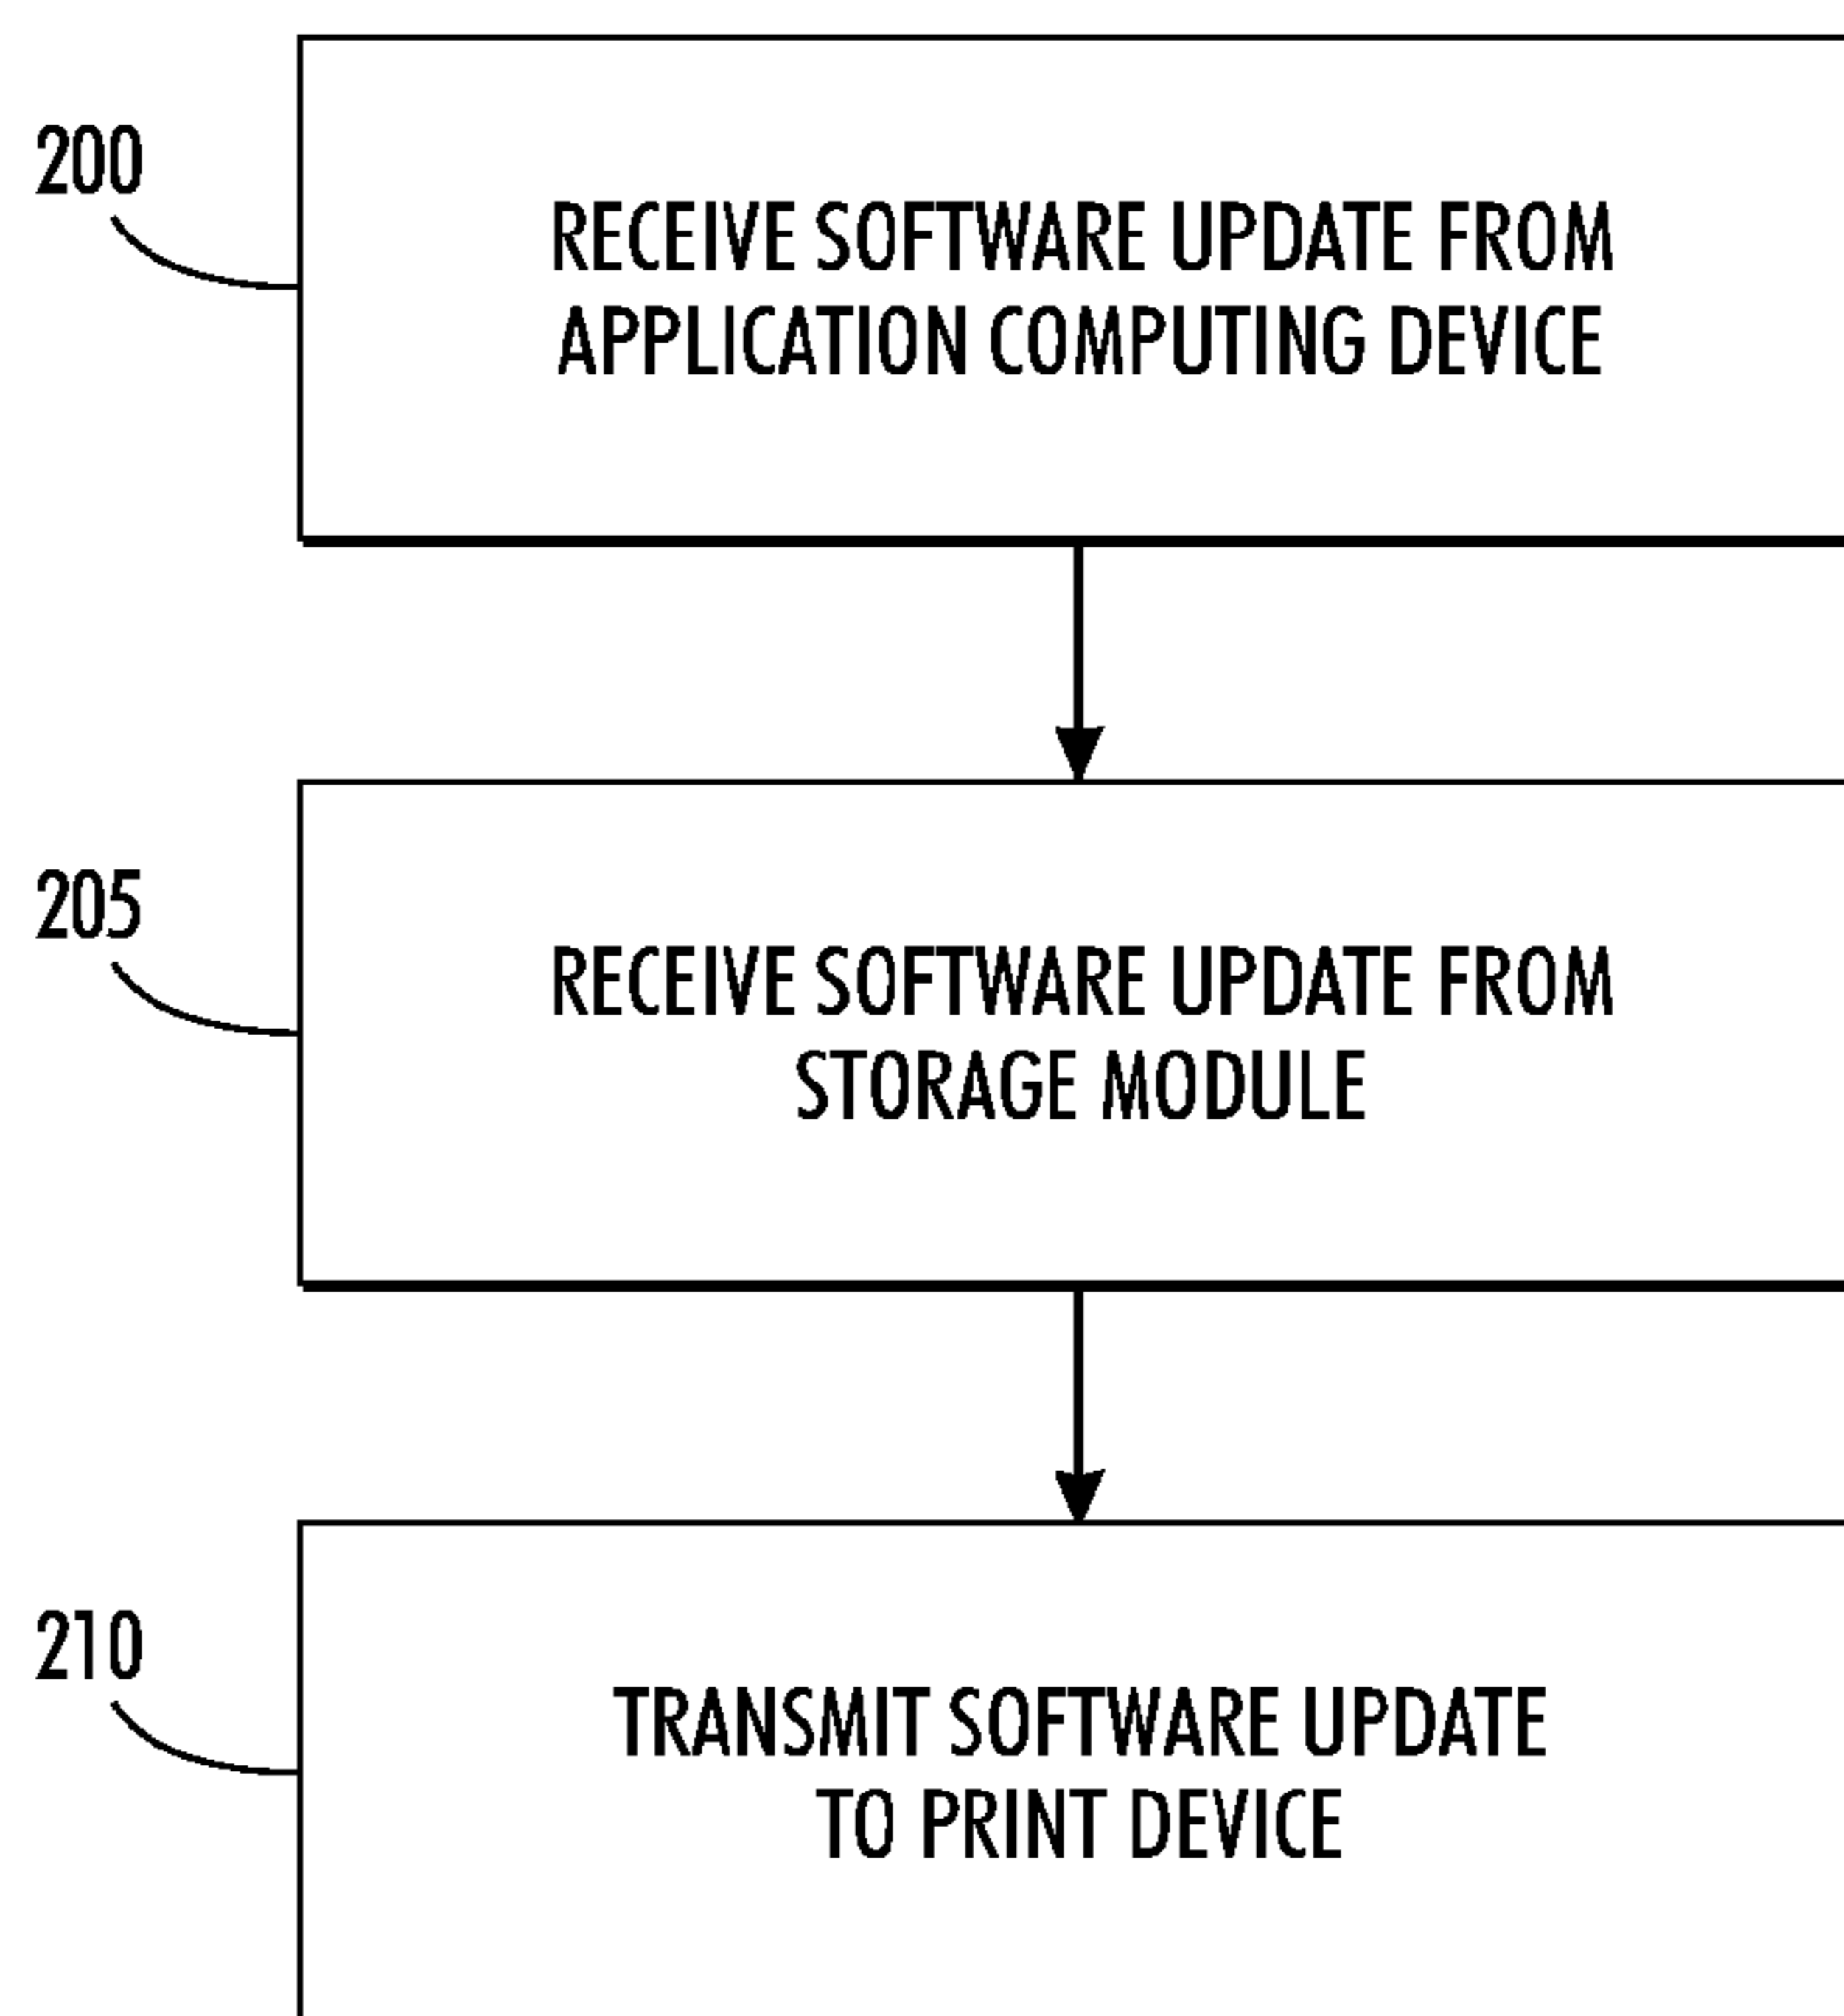 200
RECEIVE SOFTWARE UPDATE FROM
APPLICATION COMPUTING DEVICE
205
RECEIVE SOFTWARE UPDATE FROM
STORAGE MODULE
210
TRANSMIT SOFTWARE UPDATE
TO PRINT DEVICE